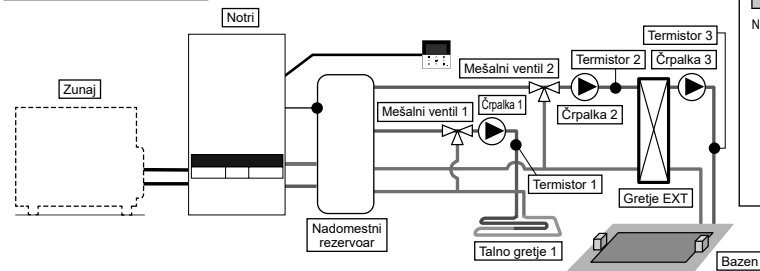 Notri
Termistor 3
N
Zunaj
Mešalni ventil 2
Termistor 2
Črpalka 3
Mešalni ventil 1
Črpalka 1
Črpalka 2
Termistor 1
Gretje EXT
Nadomestni
rezervoar
Talno gretje 1
Bazen